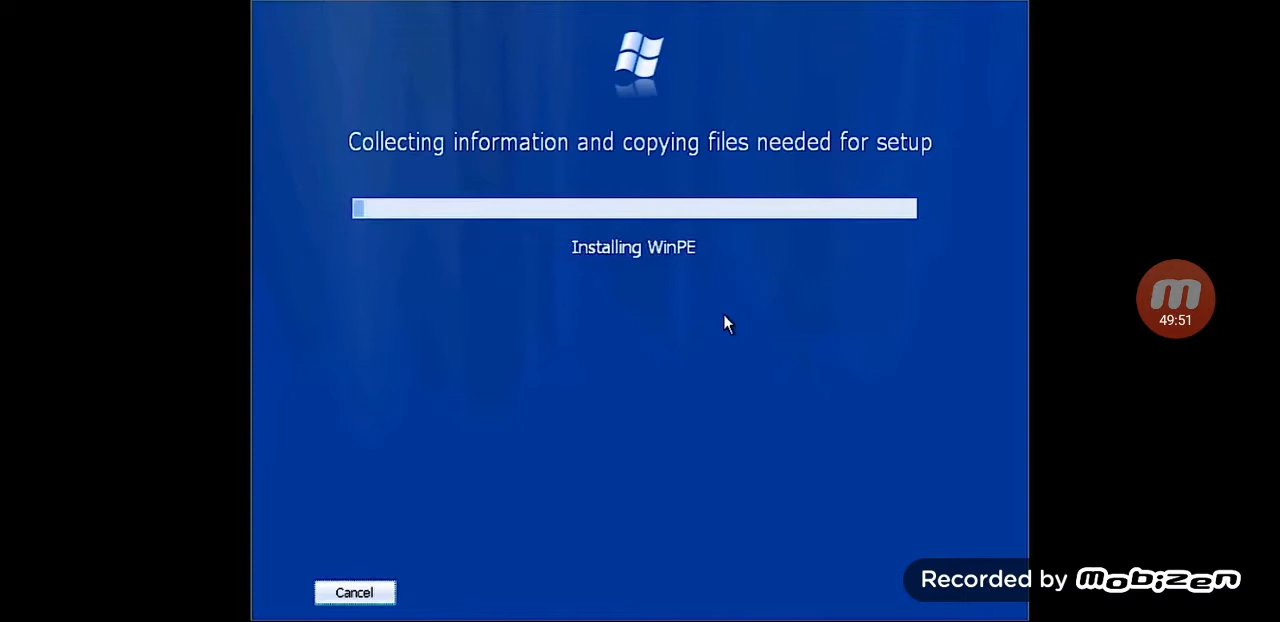 Collecting information and copying files needed for setup
Installing WinPE
49:51
Recorded by mobizen
Cancel